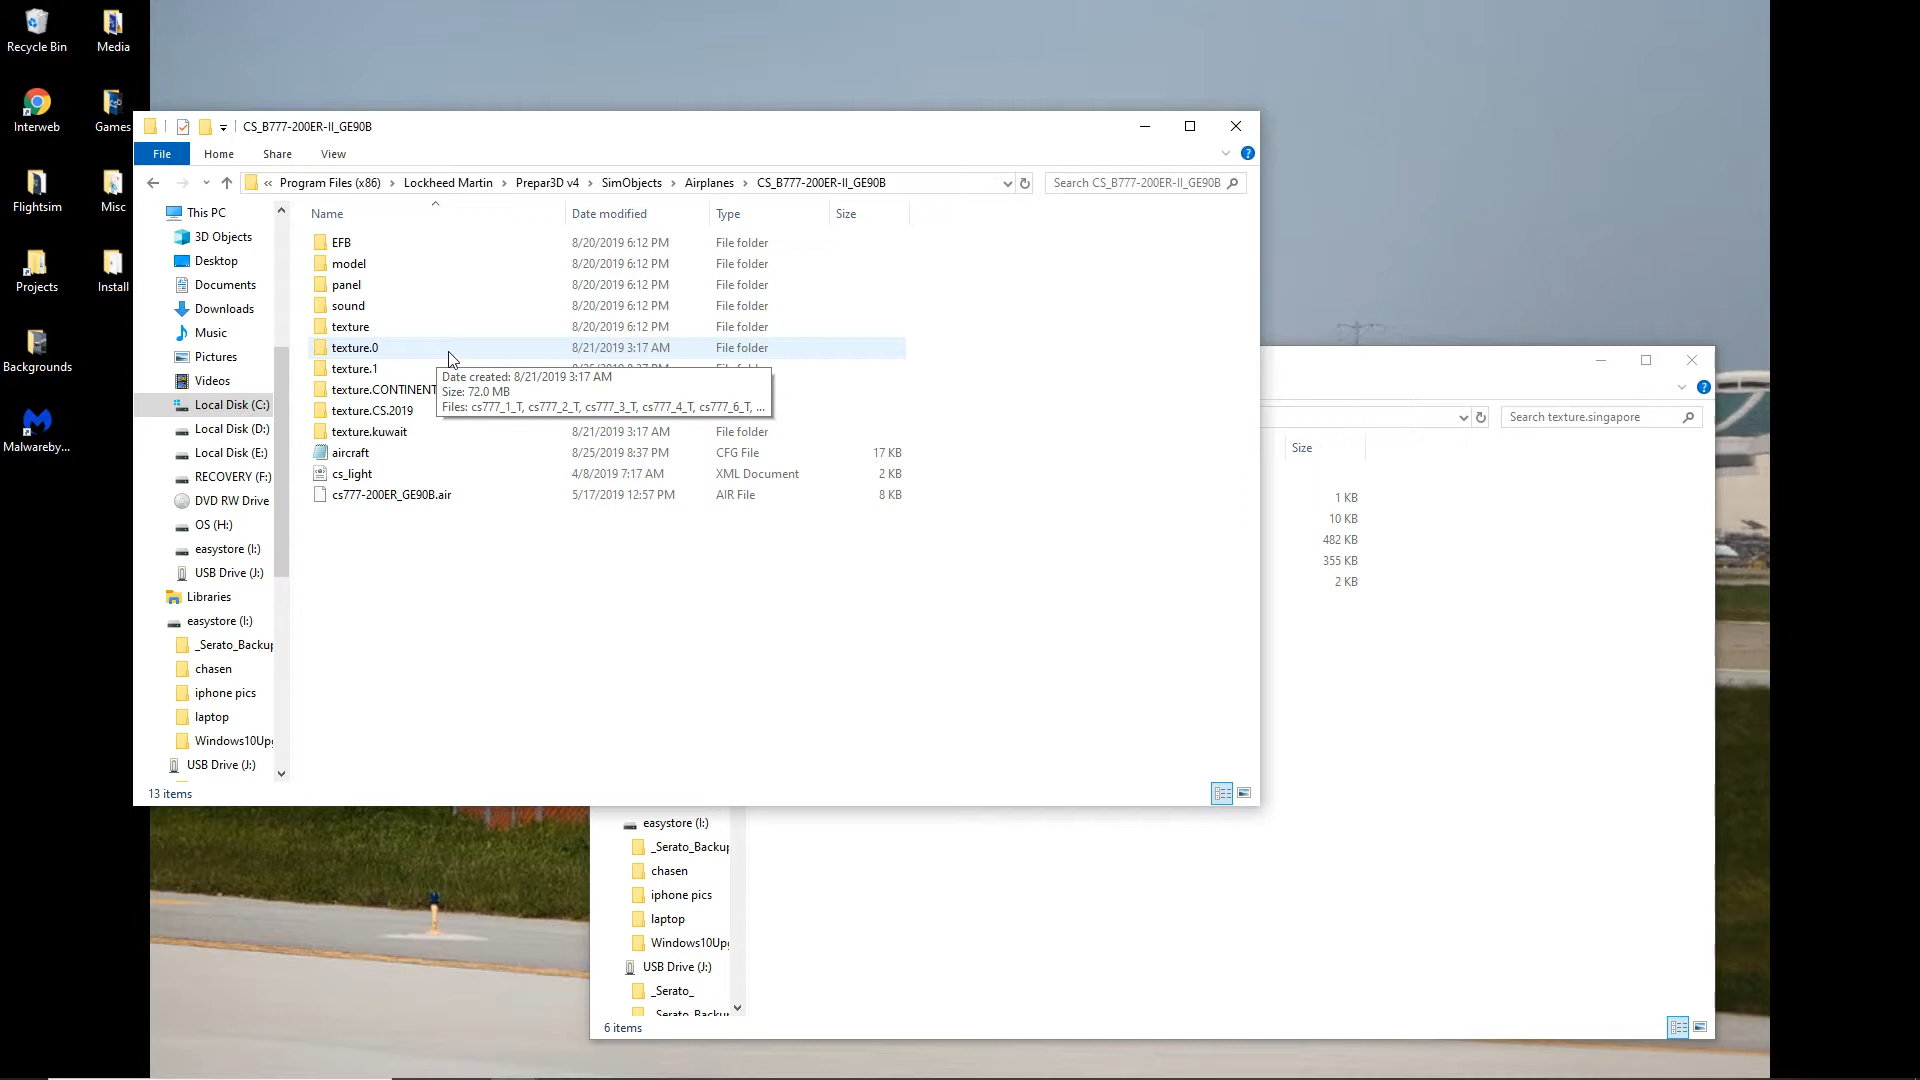 Recycle Bin
Media
Interweb
Games
Flightsim
Misc
Projects
Install
Backgrounds
Malwareby...
CS_B777-200ER-II_GE90B
File Home Share View
« Program Files (x86) > Lockheed Martin > Prepar3D v4 > SimObjects > Airplanes > CS_B777-200ER-II_GE90B
Search CS_B777-200ER-II_GE90B
This PC
3D Objects
Desktop
Documents
Downloads
Music
Pictures
Videos
Local Disk (C:)
Local Disk (D:)
Local Disk (E:)
RECOVERY (F:)
DVD RW Drive
OS (H:)
easystore (I:)
USB Drive (J:)
Libraries
easystore (I:)
_Serato_Backup
chasen
iphone pics
laptop
Windows10Upg
USB Drive (J:)
Name Date modified Type Size
EFB 8/20/2019 6:12 PM File folder
model 8/20/2019 6:12 PM File folder
panel 8/20/2019 6:12 PM File folder
sound 8/20/2019 6:12 PM File folder
texture 8/20/2019 6:12 PM File folder
texture.0 8/21/2019 3:17 AM File folder
texture.1
texture.CONTINENT
texture.CS.2019
texture.kuwait 8/21/2019 3:17 AM File folder
aircraft 8/25/2019 8:37 PM CFG File 17 KB
cs_light 4/8/2019 7:17 AM XML Document 2 KB
cs777-200ER_GE90B.air 5/17/2019 12:57 PM AIR File 8 KB
Date created: 8/21/2019 3:17 AM
Size: 72.0 MB
Files: cs777_1_T, cs777_2_T, cs777_3_T, cs777_4_T, cs777_6_T, ...
13 items
Search texture.singapore
Size
1 KB
10 KB
482 KB
355 KB
2 KB
easystore (I:)
_Serato_Backup
chasen
iphone pics
laptop
Windows10Upg
USB Drive (J:)
_Serato_
_Serato_Backup
6 items